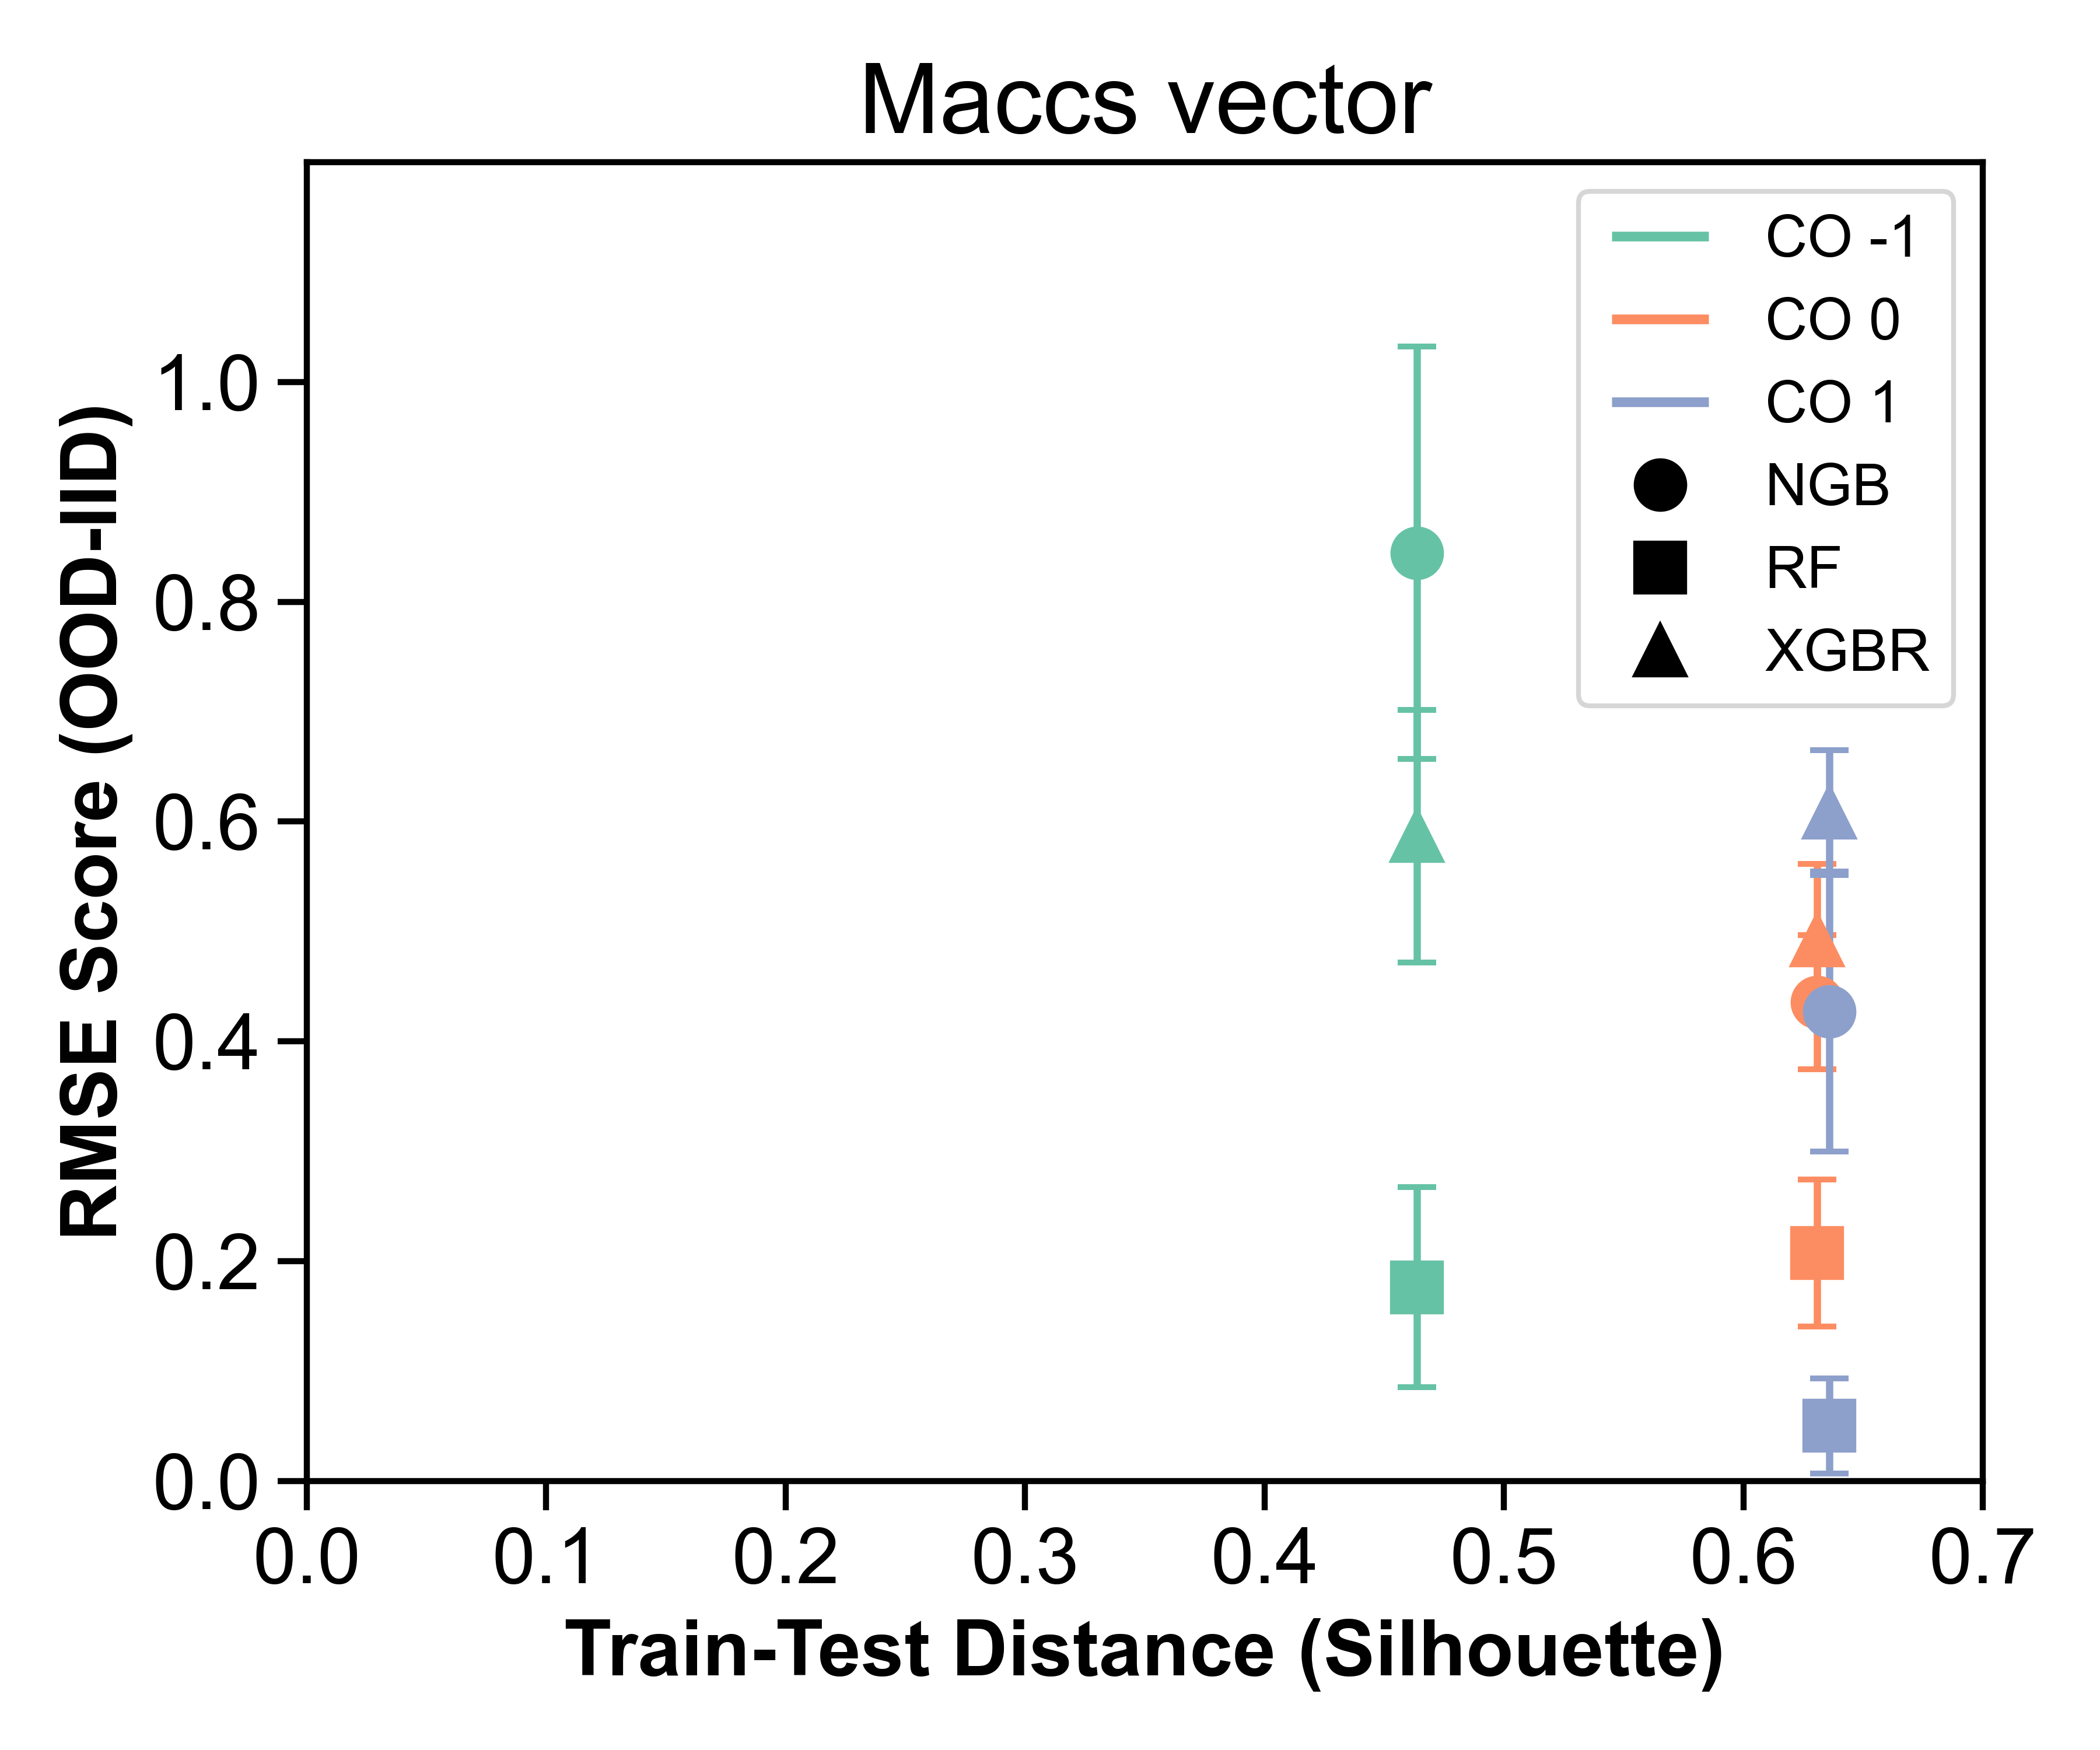 Maccs vector
CO -1
CO 0
CO 1
NGB
RF
XGBR
RMSE Score (OOD-IID)
1.0
0.8
0.6
0.4
0.2
0.0
0.0 0.1 0.2 0.3 0.4 0.5 0.6 0.7
Train-Test Distance (Silhouette)